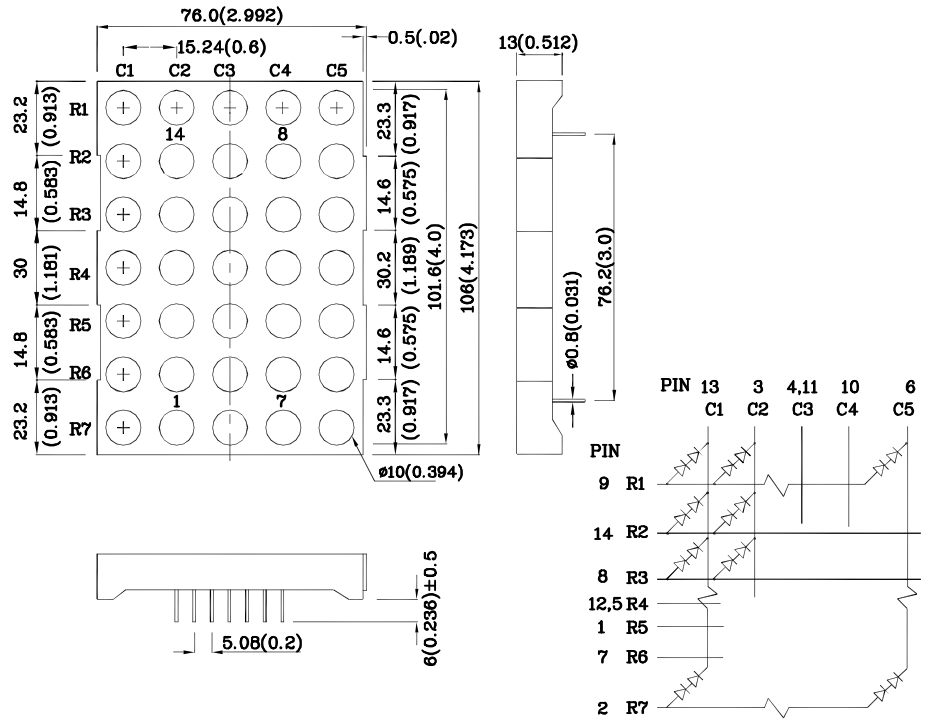 76.0(2.992)
0.5(.02)
13(0.512)
15.24(0.6)
C1 C2 C3 C4 C5
23.2
(0.913)
R1
23.3
(0.917)
14 8
R2
14.8
(0.583)
R3
14.6
(0.575)
30
(1.181)
R4
30.2
(1.189)
101.6(4.0)
106(4.173)
76.2(3.0)
ø0.8(0.031)
14.8
(0.583)
R5
14.6
(0.575)
R6
1 7
23.2
(0.913)
R7
23.3
(0.917)
ø10(0.394)
PIN 13 3 4,11 10 6
C1 C2 C3 C4 C5
PIN
9 R1
14 R2
8 R3
12,5 R4
1 R5
7 R6
2 R7
5.08(0.2)
6(0.236)±0.5